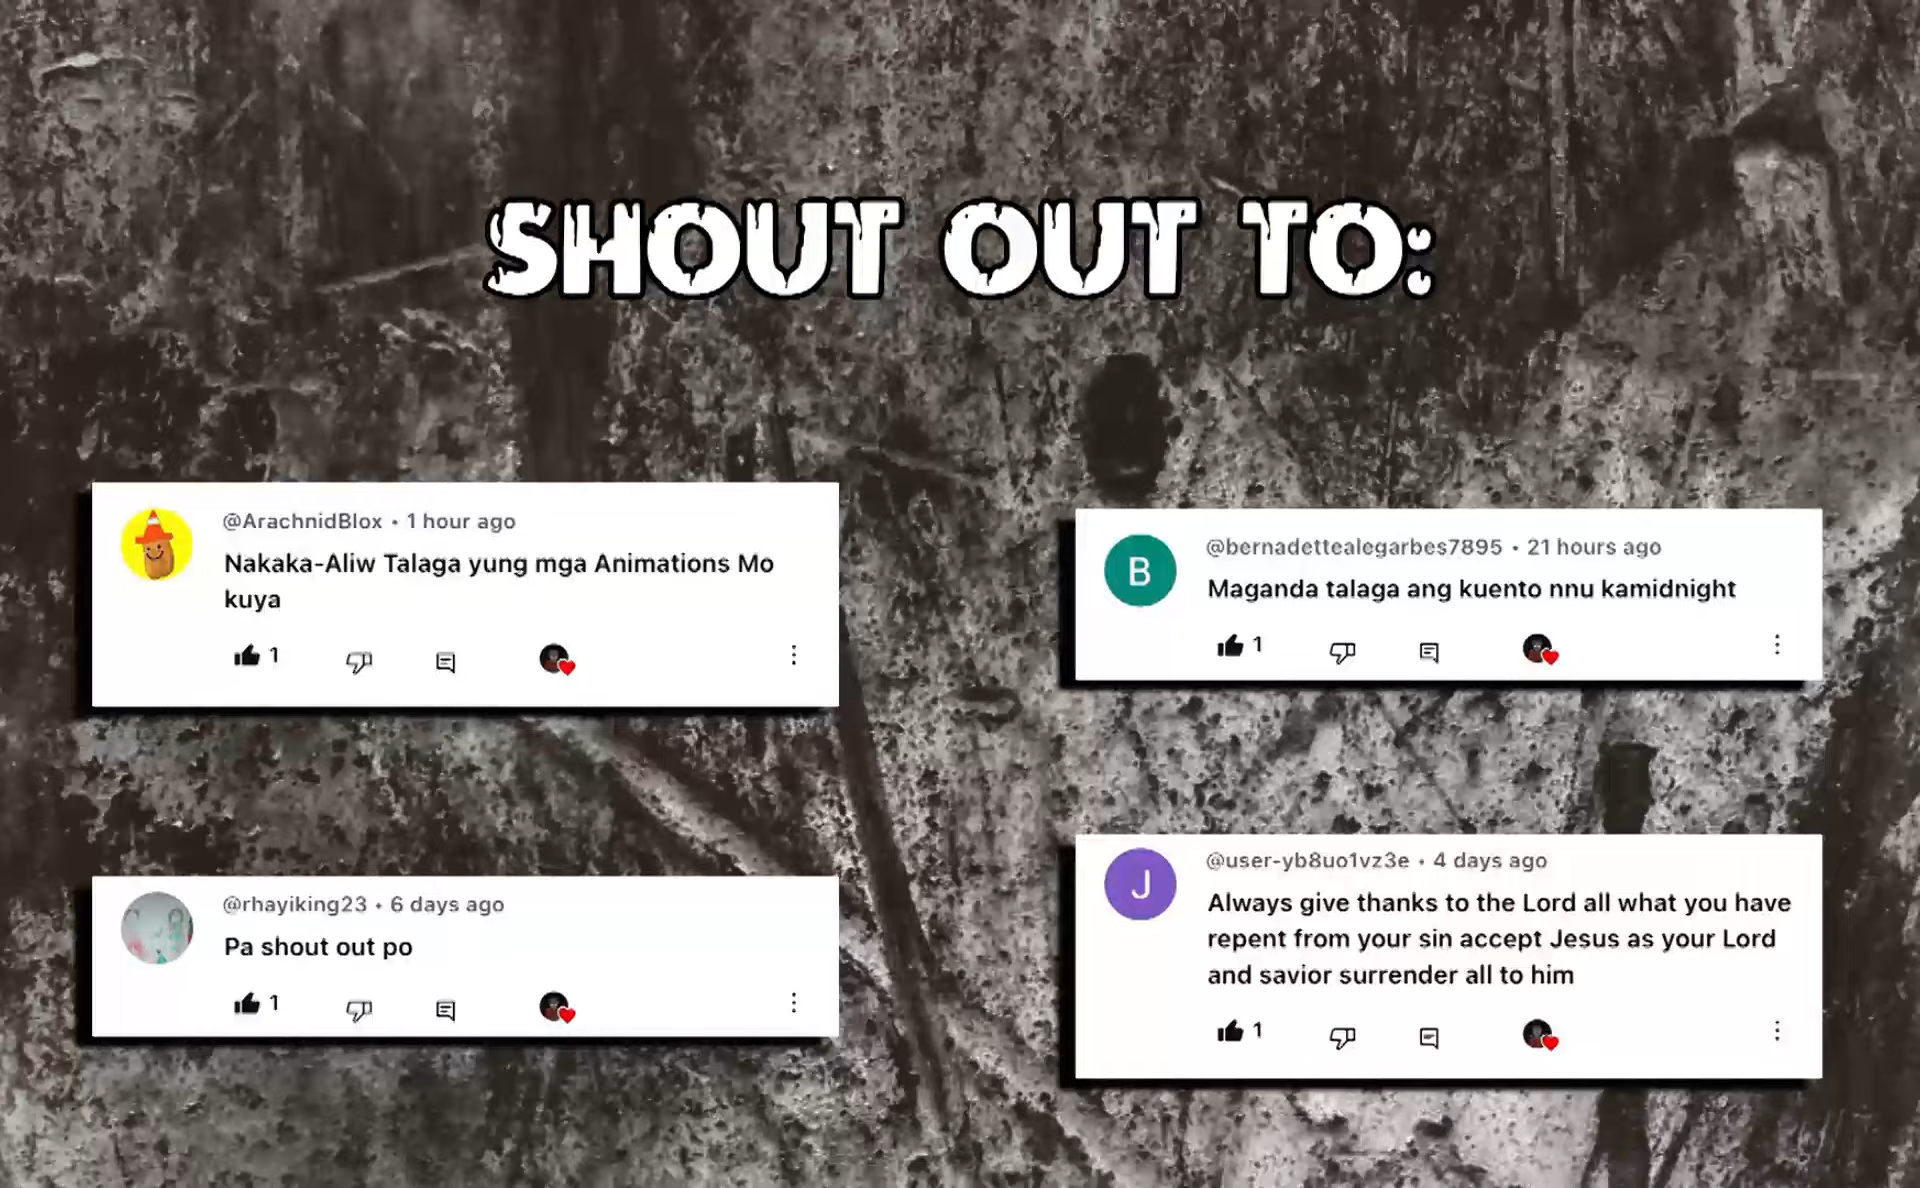 SHOUT OUT TO:
@ArachnidBlox • 1 hour ago
Nakaka-Aliw Talaga yung mga Animations Mo
kuya
1
@bernadettealegarbes7895 • 21 hours ago
Maganda talaga ang kuento nnu kamidnight
B
1
@rhayiking23 • 6 days ago
Pa shout out po
1
@user-yb8uo1vz3e • 4 days ago
J
Always give thanks to the Lord all what you have
repent from your sin accept Jesus as your Lord
and savior surrender all to him
1